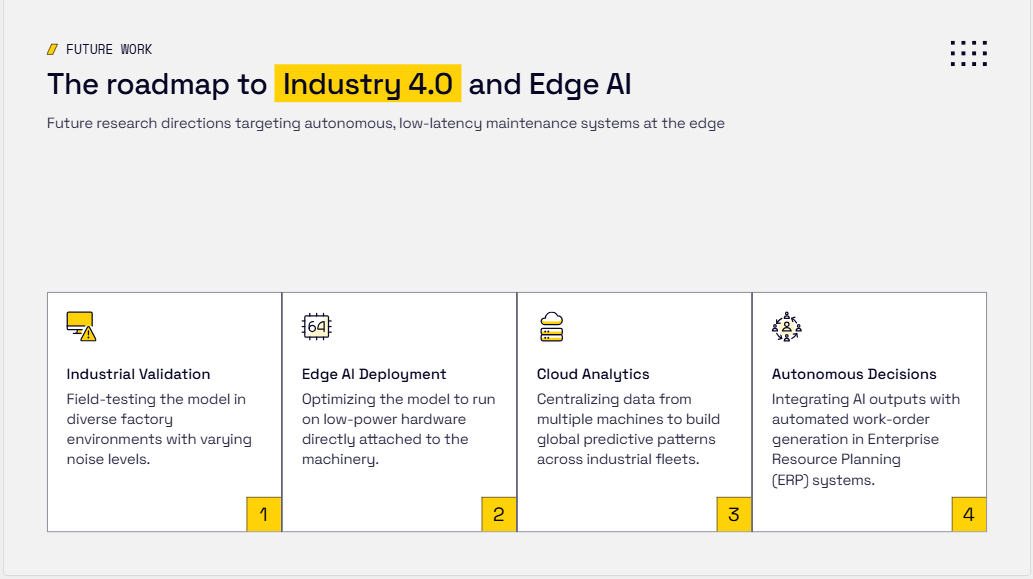 FUTURE WORK
The roadmap to Industry 4.0 and Edge AI
Future research directions targeting autonomous, low-latency maintenance systems at the edge
Industrial Validation
Field-testing the model in
diverse factory
environments with varying
noise levels.
1
64
Edge AI Deployment
Optimizing the model to run
on low-power hardware
directly attached to the
machinery.
2
Cloud Analytics
Centralizing data from
multiple machines to build
global predictive patterns
across industrial fleets.
3
Autonomous Decisions
Integrating AI outputs with
automated work-order
generation in Enterprise
Resource Planning
(ERP) systems.
4